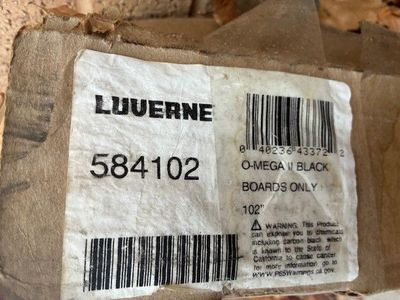 LUVERNE
584102
0 40236 43372 2
O-MEGA II BLACK
BOARDS ONLY
102"
⚠ WARNING: This Product
can expose you to chemicals
including carbon black, which
is known to the State of
California to cause cancer.
for more information, go to
www.P65Warnings.ca.gov.